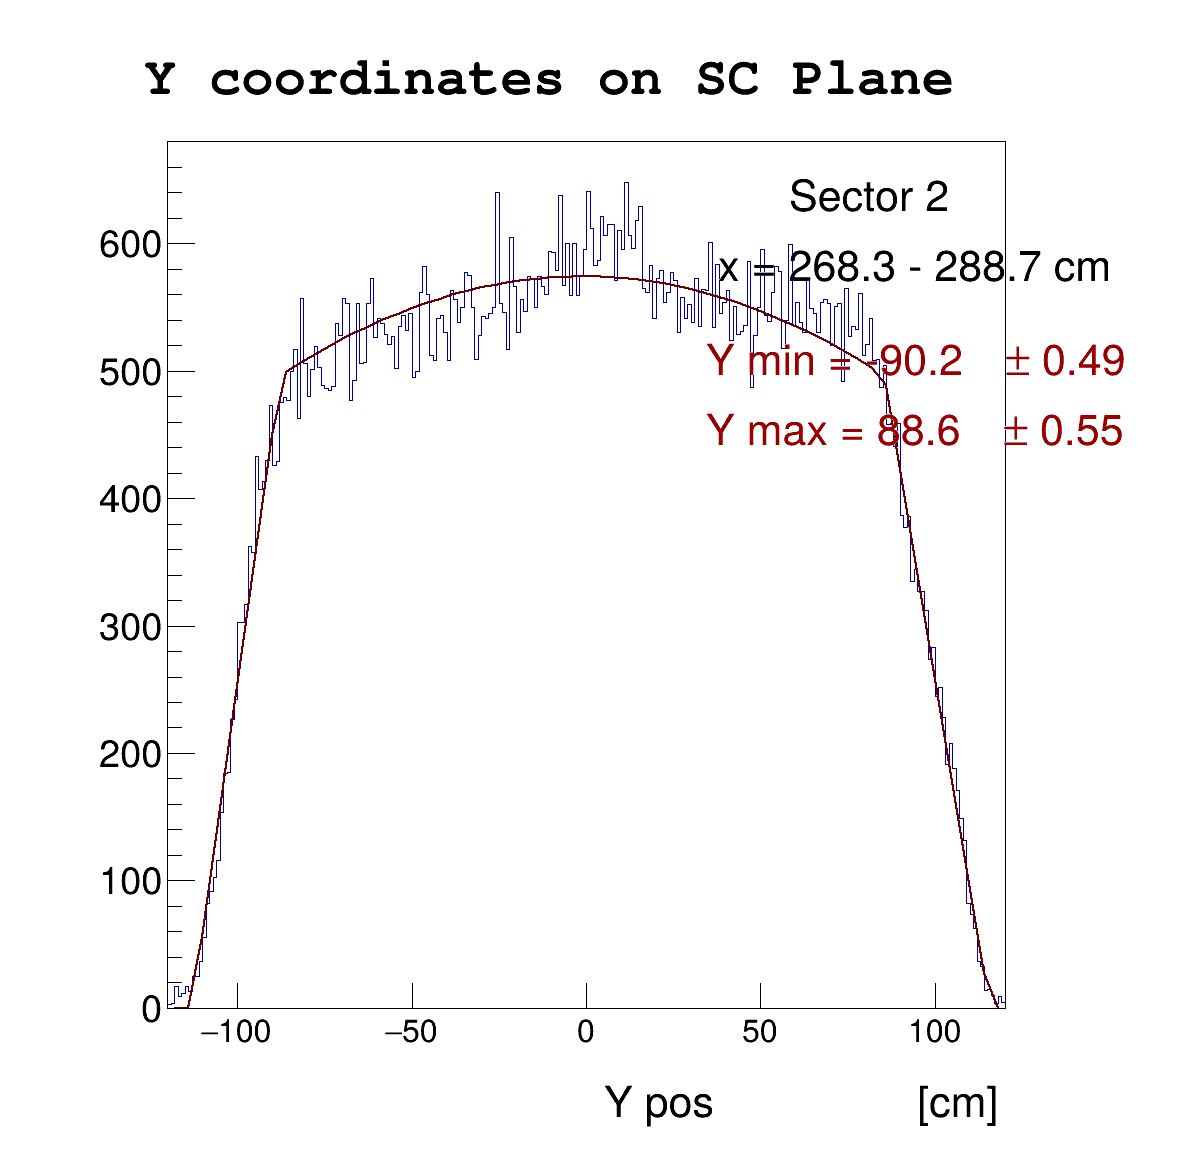 Y coordinates on SC Plane
Sector 2
x = 268.3 - 288.7 cm
Y min = -90.2 ± 0.49
Y max = 88.6 ± 0.55
600
500
400
300
200
100
0
−100 −50 0 50 100
Y pos [cm]